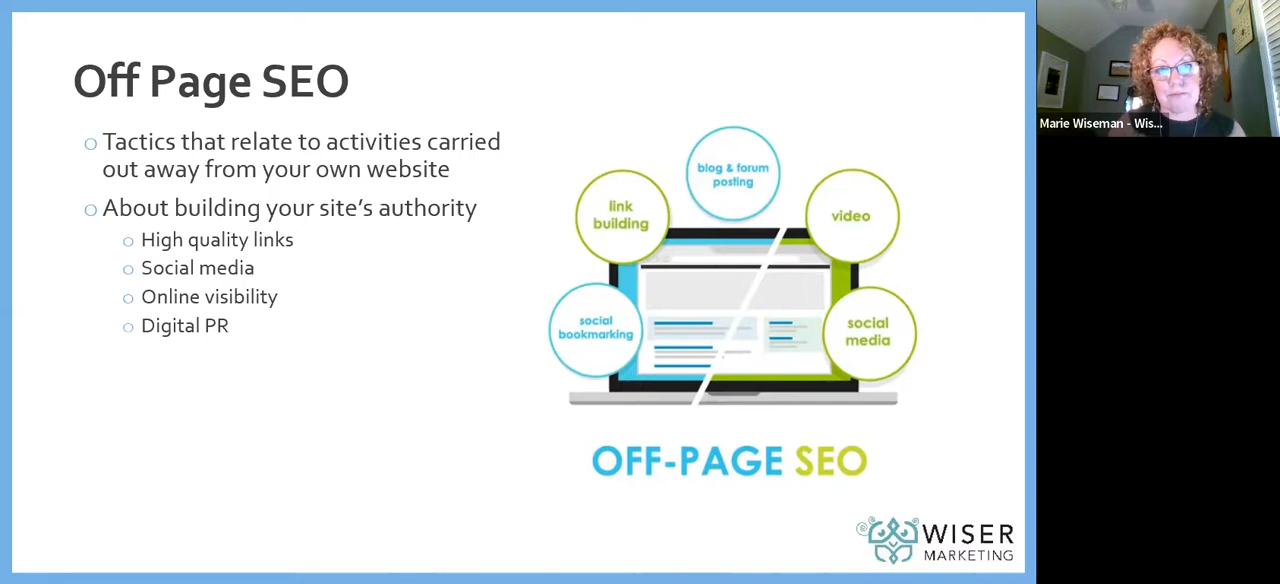 Off Page SEO
Tactics that relate to activities carried
out away from your own website
About building your site's authority
High quality links
Social media
Online visibility
Digital PR
blog & forum
posting
link
building
video
social
bookmarking
social
media
OFF-PAGE SEO
WISER
MARKETING
Marie Wiseman - Wis...